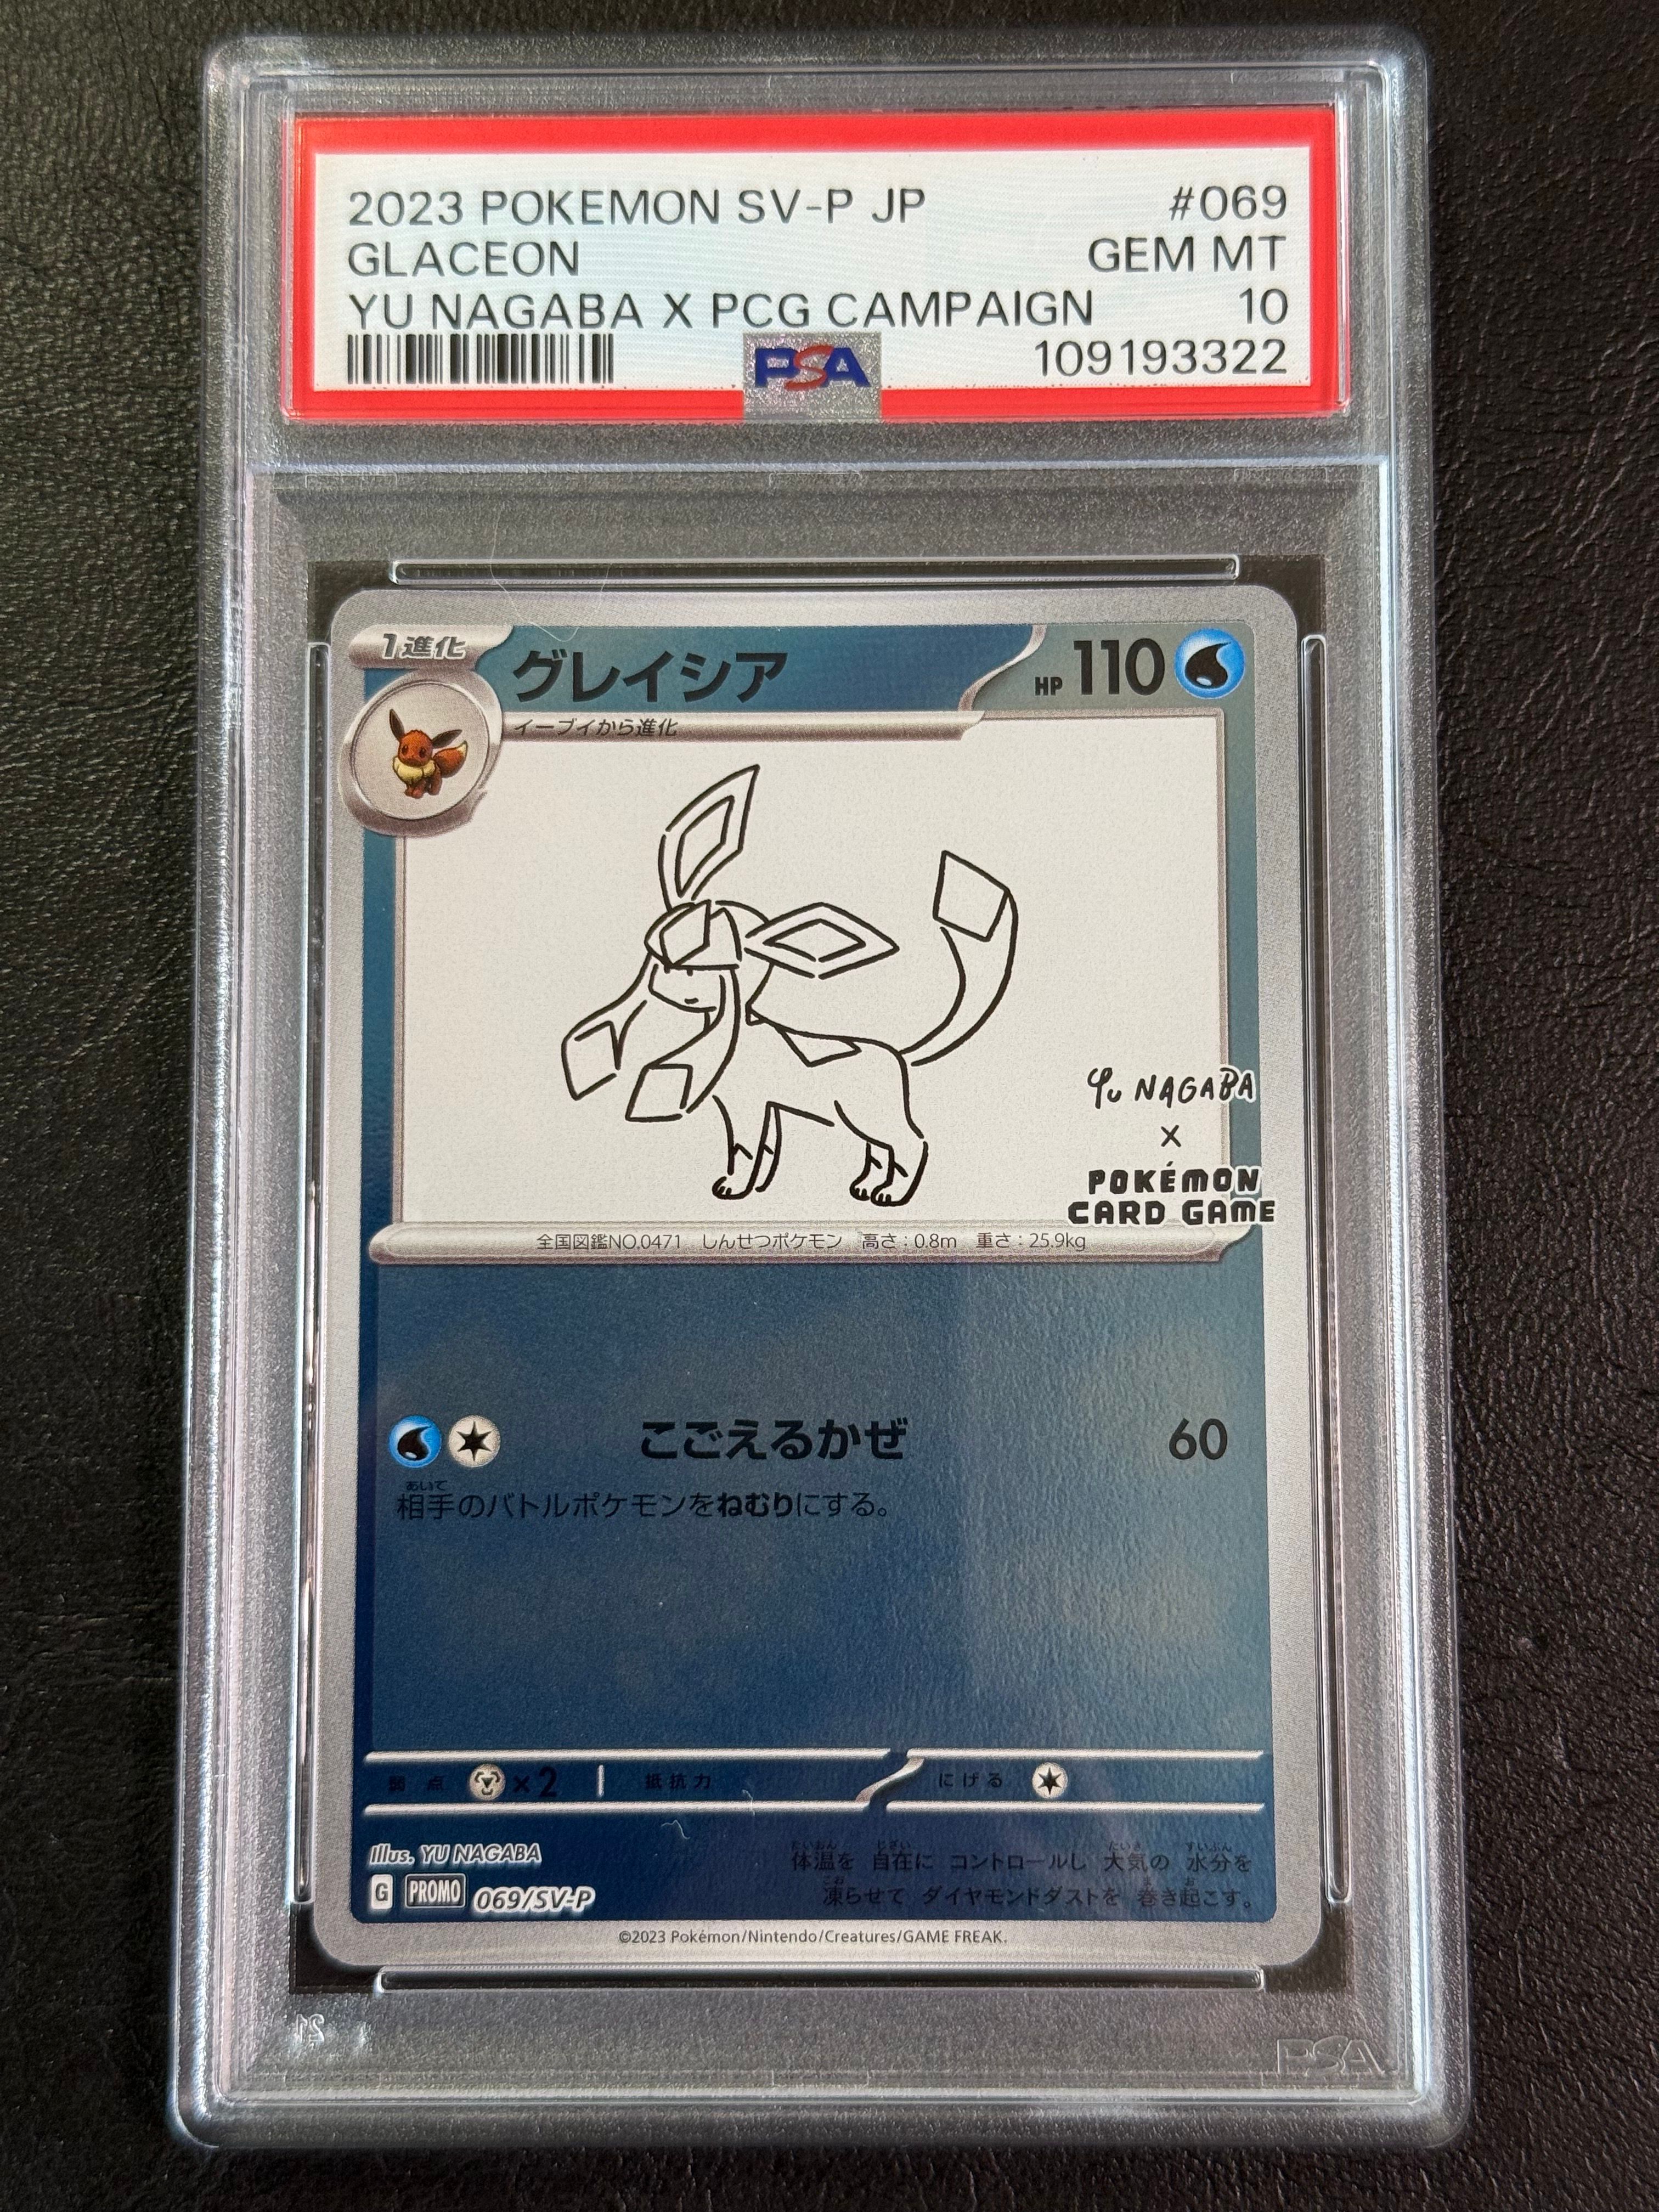 2023 POKEMON SV-P JP #069
GLACEON GEM MT
YU NAGABA X PCG CAMPAIGN 10
PSA 109193322
1進化
グレイシア HP 110
イーブイから進化
YU NAGABA
×
POKÉMON
CARD GAME
全国図鑑NO.0471 しんせつポケモン 高さ:0.8m 重さ:25.9kg
こごえるかぜ 60
あいて
相手のバトルポケモンをねむりにする。
弱点 ×2 抵抗力 にげる
Illus. YU NAGABA
たいおん じざい たいき すいぶん
体温を 自在に コントロールし 大気の 水分を
こお ま お
凍らせて ダイヤモンドダストを 巻き起こす。
G PROMO 069/SV-P
©2023 Pokémon/Nintendo/Creatures/GAME FREAK.
PSA